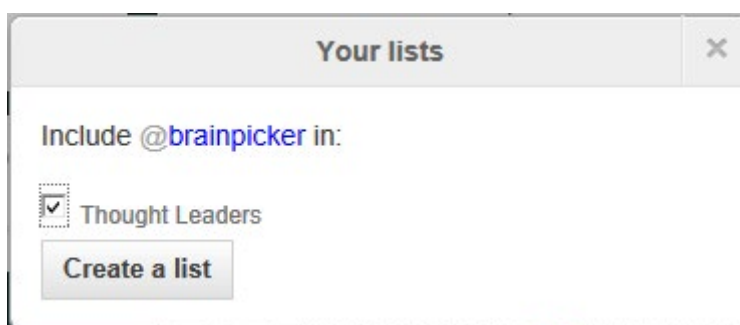 Your lists
Include @brainpicker in:
Thought Leaders
Create a list